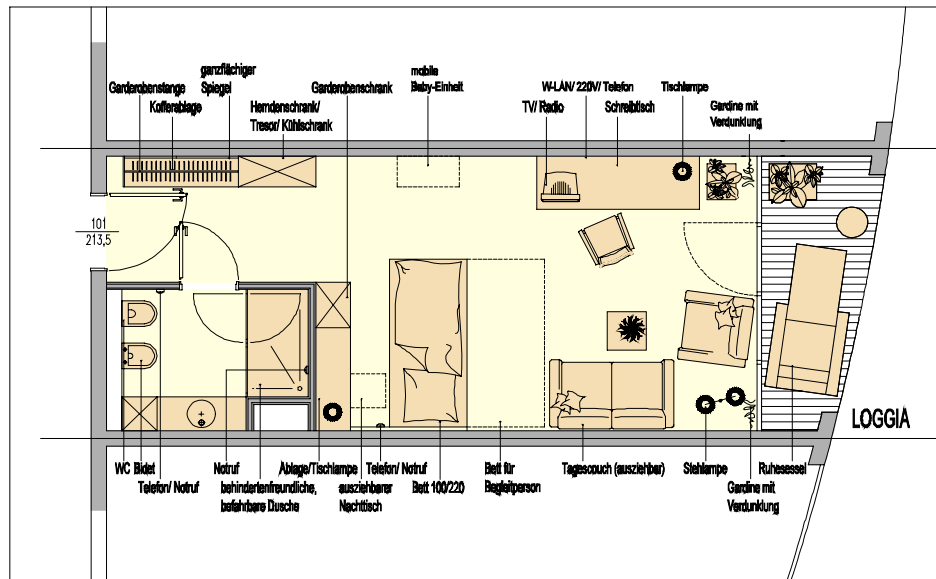 ganzflächiger
Spiegel
Garderobenstange
Kofferablage
Hemdenschrank/
Tresor/ Kühlschrank
Garderobenschrank
mobile
Baby-Einheit
W-LAN/ 220V/ Telefon
TV/ Radio
Schreibtisch
Tischlampe
Gardine mit
Verdunklung
101
213,5
LOGGIA
WC Bidet
Telefon/ Notruf
Notruf
behindertenfreundliche,
befahrbare Dusche
Ablage/Tischlampe
ausziehbarer
Nachttisch
Telefon/ Notruf
Bett 100/220
Bett für
Begleitperson
Tagescouch (ausziehbar)
Stehlampe
Gardine mit
Verdunklung
Ruhesessel